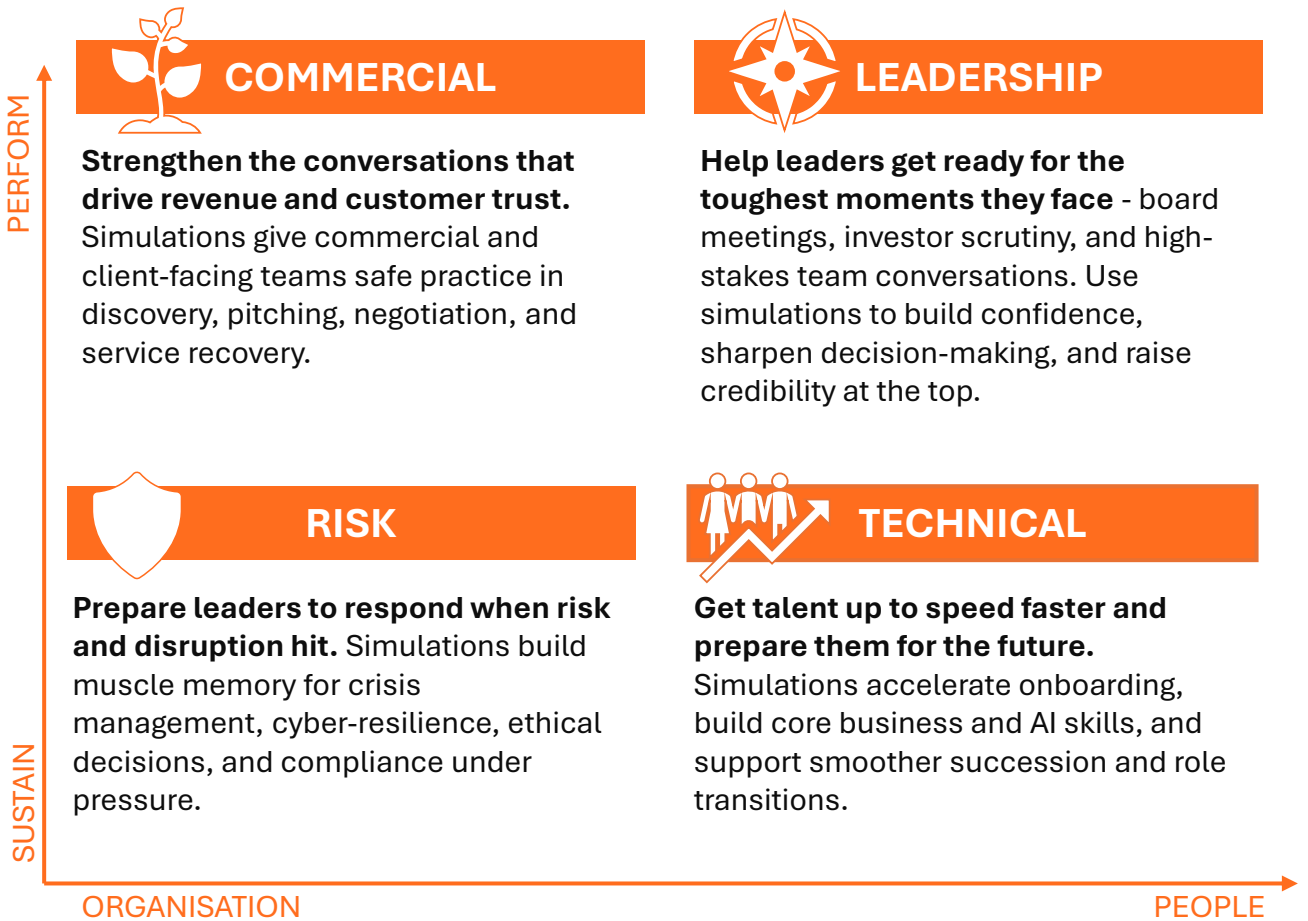 COMMERCIAL
Strengthen the conversations that
drive revenue and customer trust.
Simulations give commercial and
client-facing teams safe practice in
discovery, pitching, negotiation, and
service recovery.
LEADERSHIP
Help leaders get ready for the
toughest moments they face - board
meetings, investor scrutiny, and high-
stakes team conversations. Use
simulations to build confidence,
sharpen decision-making, and raise
credibility at the top.
RISK
Prepare leaders to respond when risk
and disruption hit. Simulations build
muscle memory for crisis
management, cyber-resilience, ethical
decisions, and compliance under
pressure.
TECHNICAL
Get talent up to speed faster and
prepare them for the future.
Simulations accelerate onboarding,
build core business and AI skills, and
support smoother succession and role
transitions.
PERFORM
SUSTAIN
ORGANISATION
PEOPLE